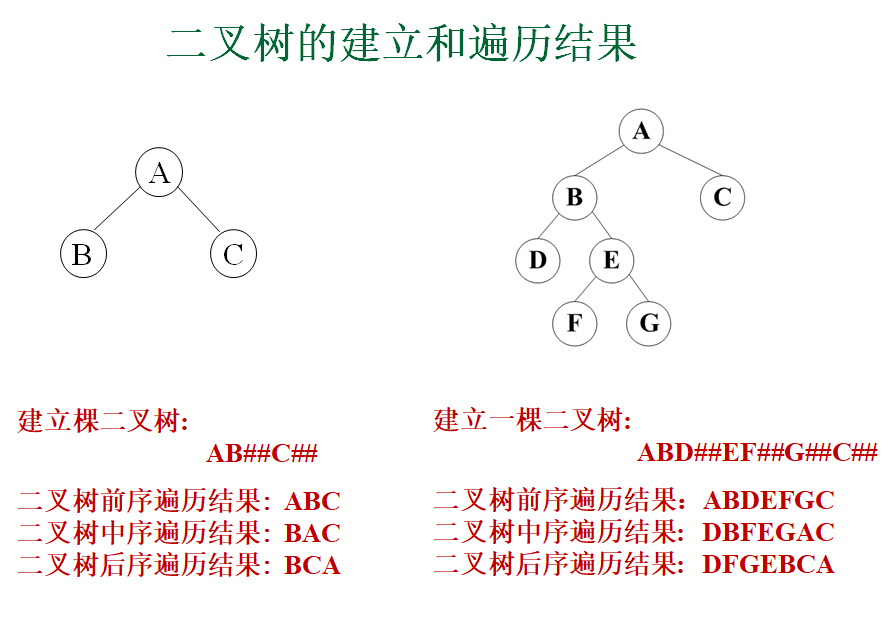 二叉树的建立和遍历结果
A
B
C
建立棵二叉树:
AB##C##
二叉树前序遍历结果: ABC
二叉树中序遍历结果: BAC
二叉树后序遍历结果: BCA
A
B
C
D
E
F
G
建立一棵二叉树:
ABD##EF##G##C##
二叉树前序遍历结果: ABDEFGC
二叉树中序遍历结果: DBFEGAC
二叉树后序遍历结果: DFGEBCA